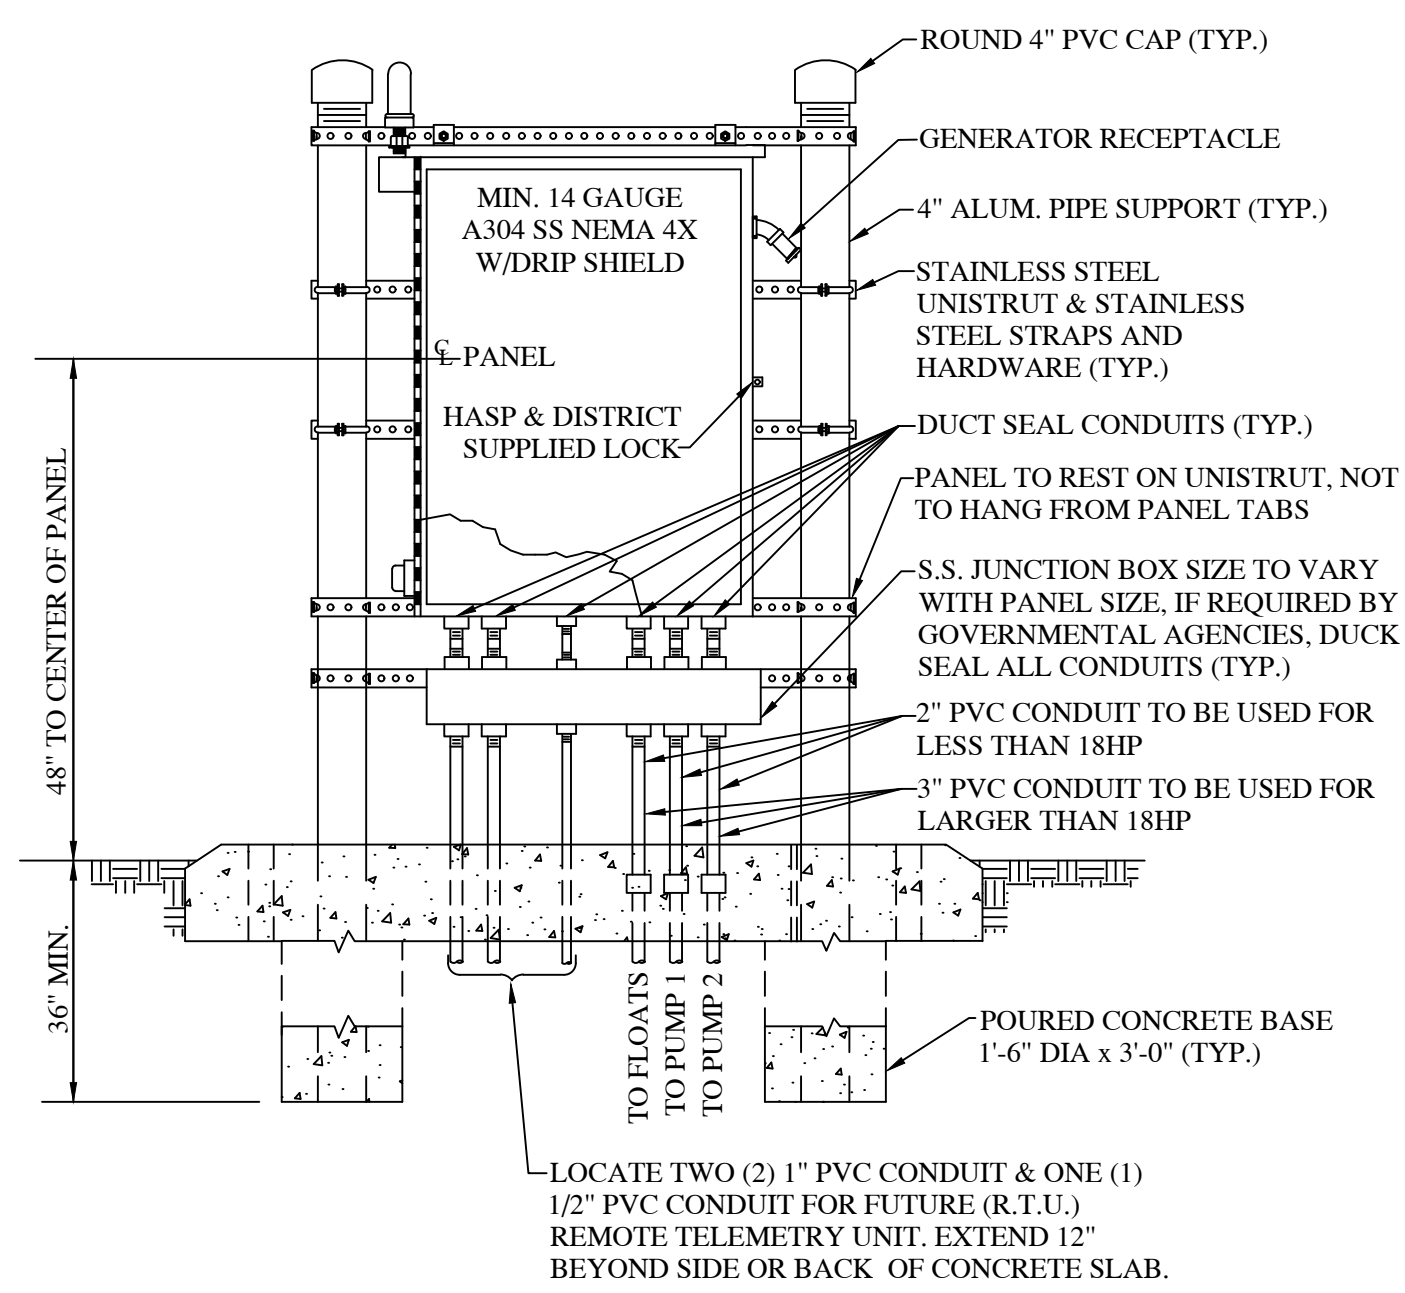 ROUND 4" PVC CAP (TYP.)
GENERATOR RECEPTACLE
MIN. 14 GAUGE
A304 SS NEMA 4X
W/DRIP SHIELD
4" ALUM. PIPE SUPPORT (TYP.)
STAINLESS STEEL
UNISTRUT & STAINLESS
STEEL STRAPS AND
HARDWARE (TYP.)
℄ PANEL
HASP & DISTRICT
SUPPLIED LOCK
DUCT SEAL CONDUITS (TYP.)
PANEL TO REST ON UNISTRUT, NOT
TO HANG FROM PANEL TABS
S.S. JUNCTION BOX SIZE TO VARY
WITH PANEL SIZE, IF REQUIRED BY
GOVERNMENTAL AGENCIES, DUCK
SEAL ALL CONDUITS (TYP.)
48" TO CENTER OF PANEL
2" PVC CONDUIT TO BE USED FOR
LESS THAN 18HP
3" PVC CONDUIT TO BE USED FOR
LARGER THAN 18HP
36" MIN.
TO FLOATS
TO PUMP 1
TO PUMP 2
POURED CONCRETE BASE
1'-6" DIA x 3'-0" (TYP.)
LOCATE TWO (2) 1" PVC CONDUIT & ONE (1)
1/2" PVC CONDUIT FOR FUTURE (R.T.U.)
REMOTE TELEMETRY UNIT. EXTEND 12"
BEYOND SIDE OR BACK OF CONCRETE SLAB.